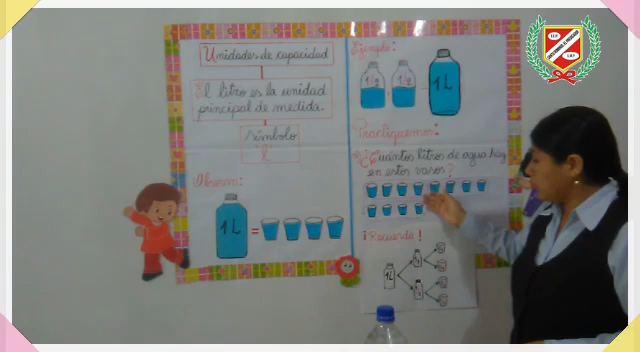 Unidades de capacidad
El litro es la unidad
principal de medida.
símbolo
l
Observa:
1L
=
Ejemplo:
1L
Practiquemos:
¿Cuántos litros de agua hay
en estos vasos?
¡Recuerda!
1L